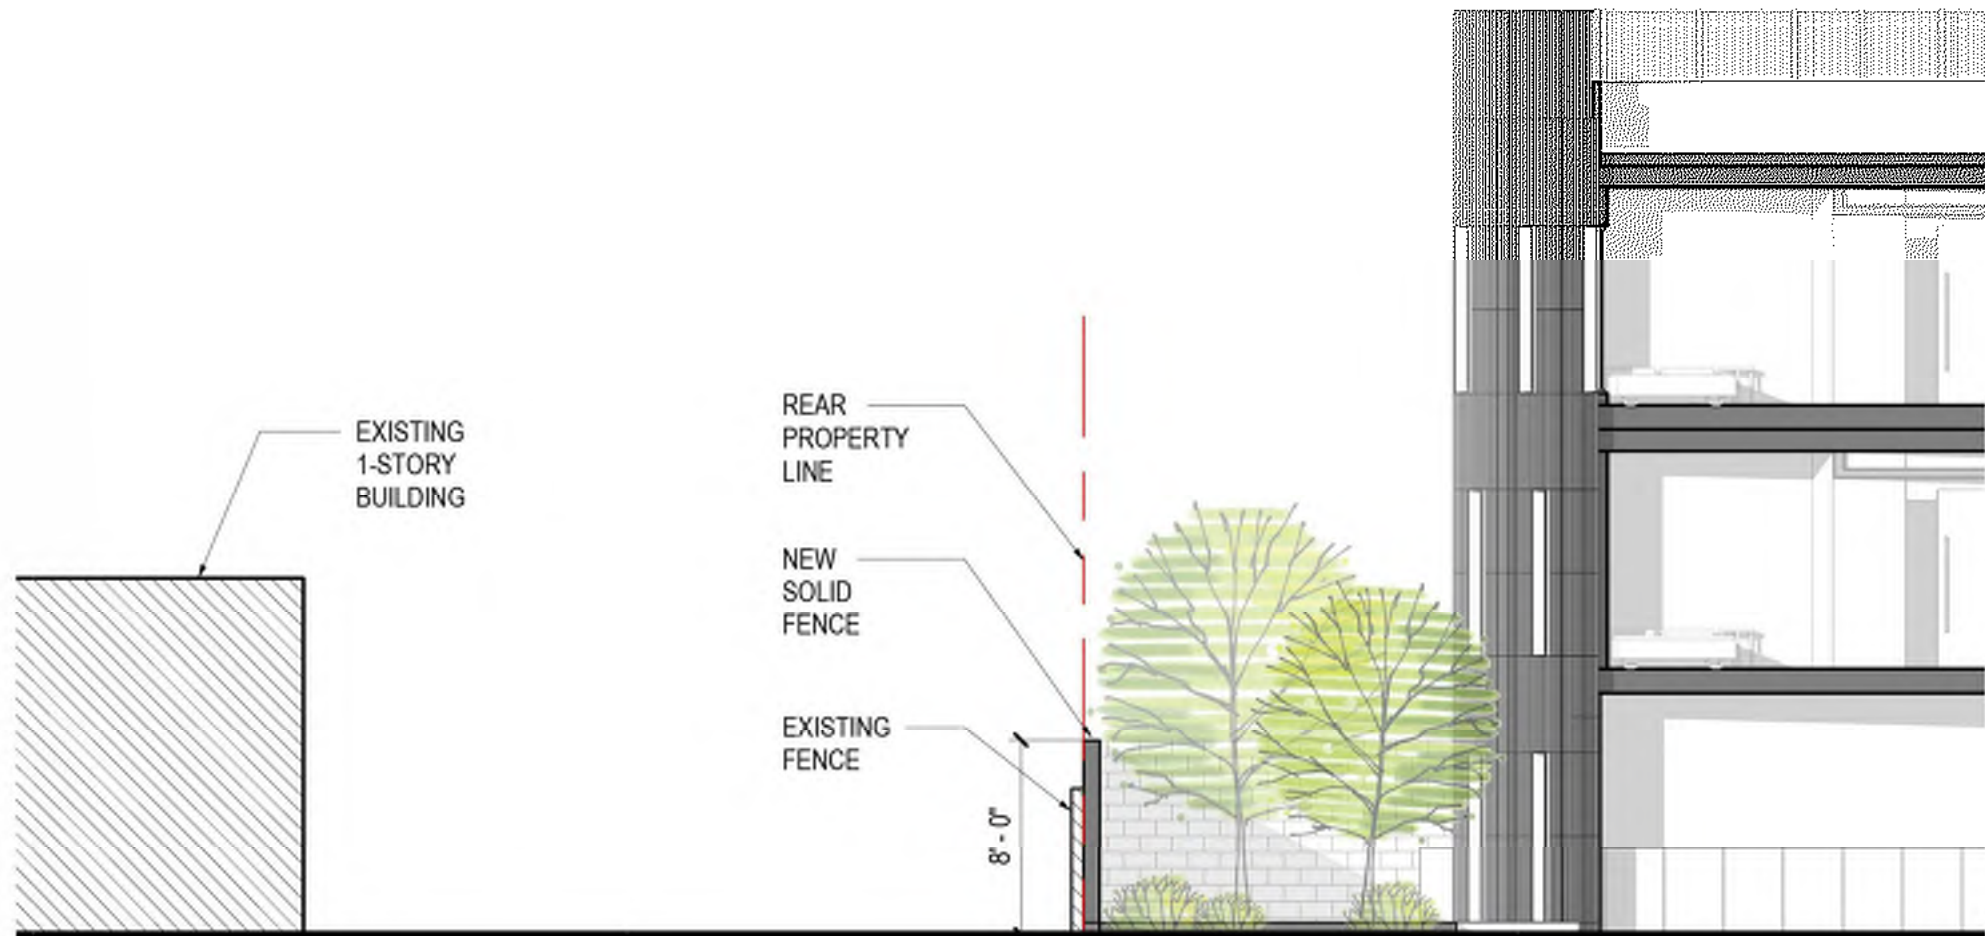 EXISTING
1-STORY
BUILDING
REAR
PROPERTY
LINE
NEW
SOLID
FENCE
EXISTING
FENCE
8' - 0"